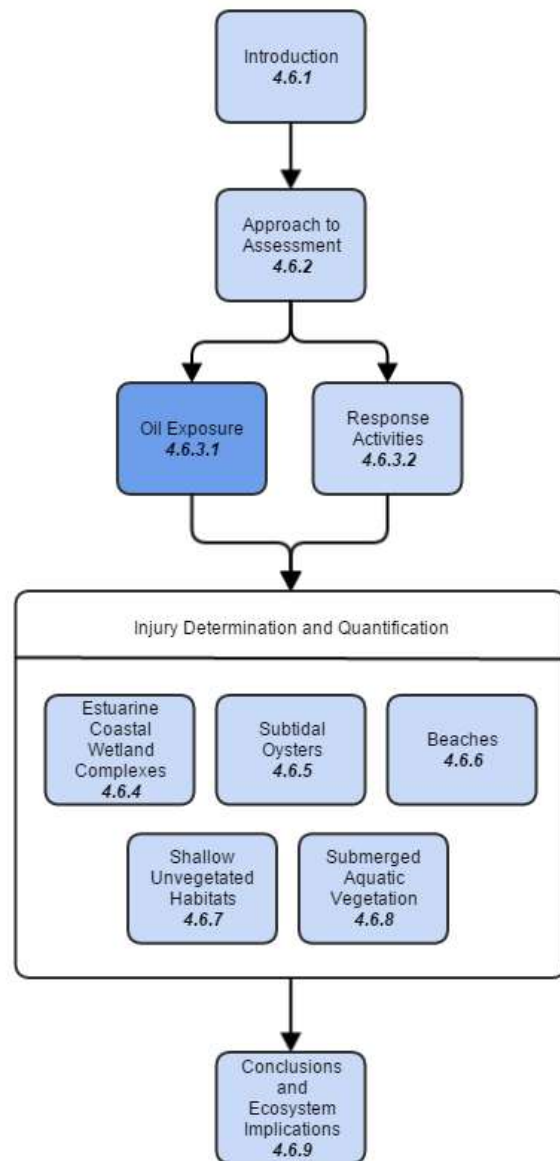 Introduction
4.6.1
Approach to
Assessment
4.6.2
Oil Exposure
4.6.3.1
Response
Activities
4.6.3.2
Injury Determination and Quantification
Estuarine
Coastal
Wetland
Complexes
4.6.4
Subtidal
Oysters
4.6.5
Beaches
4.6.6
Shallow
Unvegetated
Habitats
4.6.7
Submerged
Aquatic
Vegetation
4.6.8
Conclusions
and
Ecosystem
Implications
4.6.9